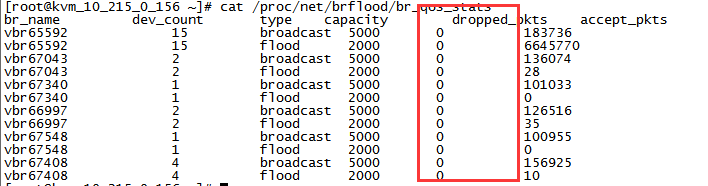 [root@kvm_10_215_0_156 ~]# cat /proc/net/brflood/br_qos_stats
br_name dev_count type capacity dropped_pkts accept_pkts
vbr65592 15 broadcast 5000 0 183736
vbr65592 15 flood 2000 0 6645770
vbr67043 2 broadcast 5000 0 136074
vbr67043 2 flood 2000 0 28
vbr67340 1 broadcast 5000 0 101033
vbr67340 1 flood 2000 0 0
vbr66997 2 broadcast 5000 0 126516
vbr66997 2 flood 2000 0 35
vbr67548 1 broadcast 5000 0 100955
vbr67548 1 flood 2000 0 0
vbr67408 4 broadcast 5000 0 156925
vbr67408 4 flood 2000 0 10